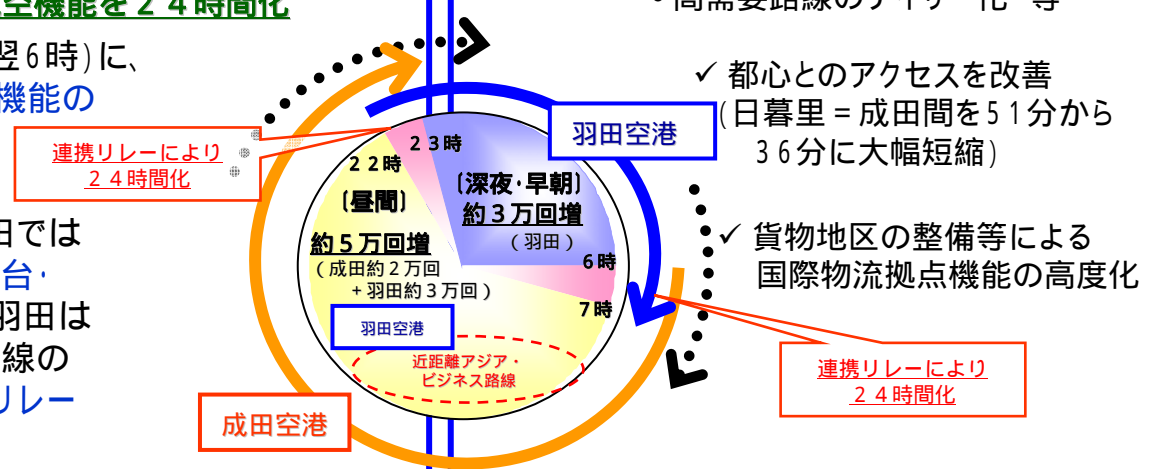 空機能を２４時間化
翌６時)に、
機能の
連携リレーにより
２４時間化
田では
台・
羽田は
線の
リレー
羽田空港
２３時
２２時
〔深夜・早朝〕
約３万回増
（羽田）
〔昼間〕
約５万回増
（成田約２万回
＋羽田約３万回）
６時
７時
羽田空港
近距離アジア・
ビジネス路線
成田空港
・高需要路線のデイリー化 等
✓ 都心とのアクセスを改善
(日暮里＝成田間を５１分から
３６分に大幅短縮)
✓ 貨物地区の整備等による
国際物流拠点機能の高度化
連携リレーにより
２４時間化